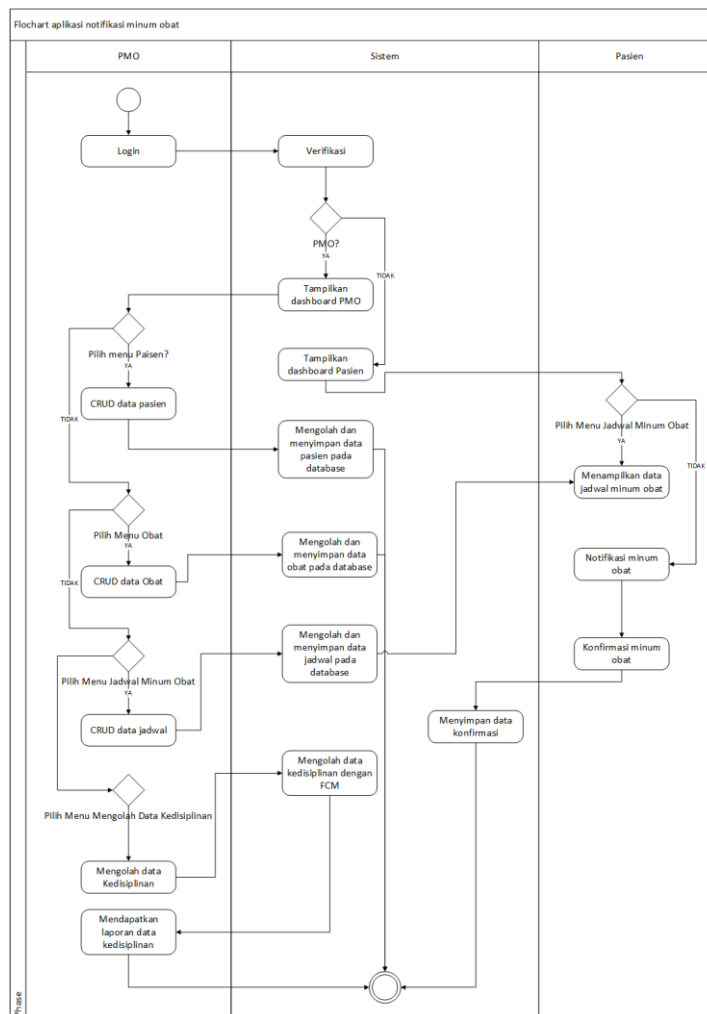 Flochart aplikasi notifikasi minum obat
PMO
Sistem
Pasien
Login
Verifikasi
PMO?
YA
TIDAK
Tampilkan
dashboard PMO
Pilih menu Paisen?
YA
TIDAK
Tampilkan
dashboard Pasien
CRUD data pasien
Pilih Menu Jadwal Minum Obat
YA
TIDAK
Mengolah dan
menyimpan data
pasien pada
database
Menampilkan data
jadwal minum obat
Pilih Menu Obat
YA
TIDAK
Mengolah dan
menyimpan data
obat pada database
CRUD data Obat
Notifikasi minum
obat
Pilih Menu Jadwal Minum Obat
YA
Mengolah dan
menyimpan data
jadwal pada
database
Konfirmasi minum
obat
CRUD data jadwal
Menyimpan data
konfirmasi
Mengolah data
kedisiplinan dengan
FCM
Pilih Menu Mengolah Data Kedisiplinan
Mengolah data
Kedisiplinan
Mendapatkan
laporan data
kedisiplinan
Phase